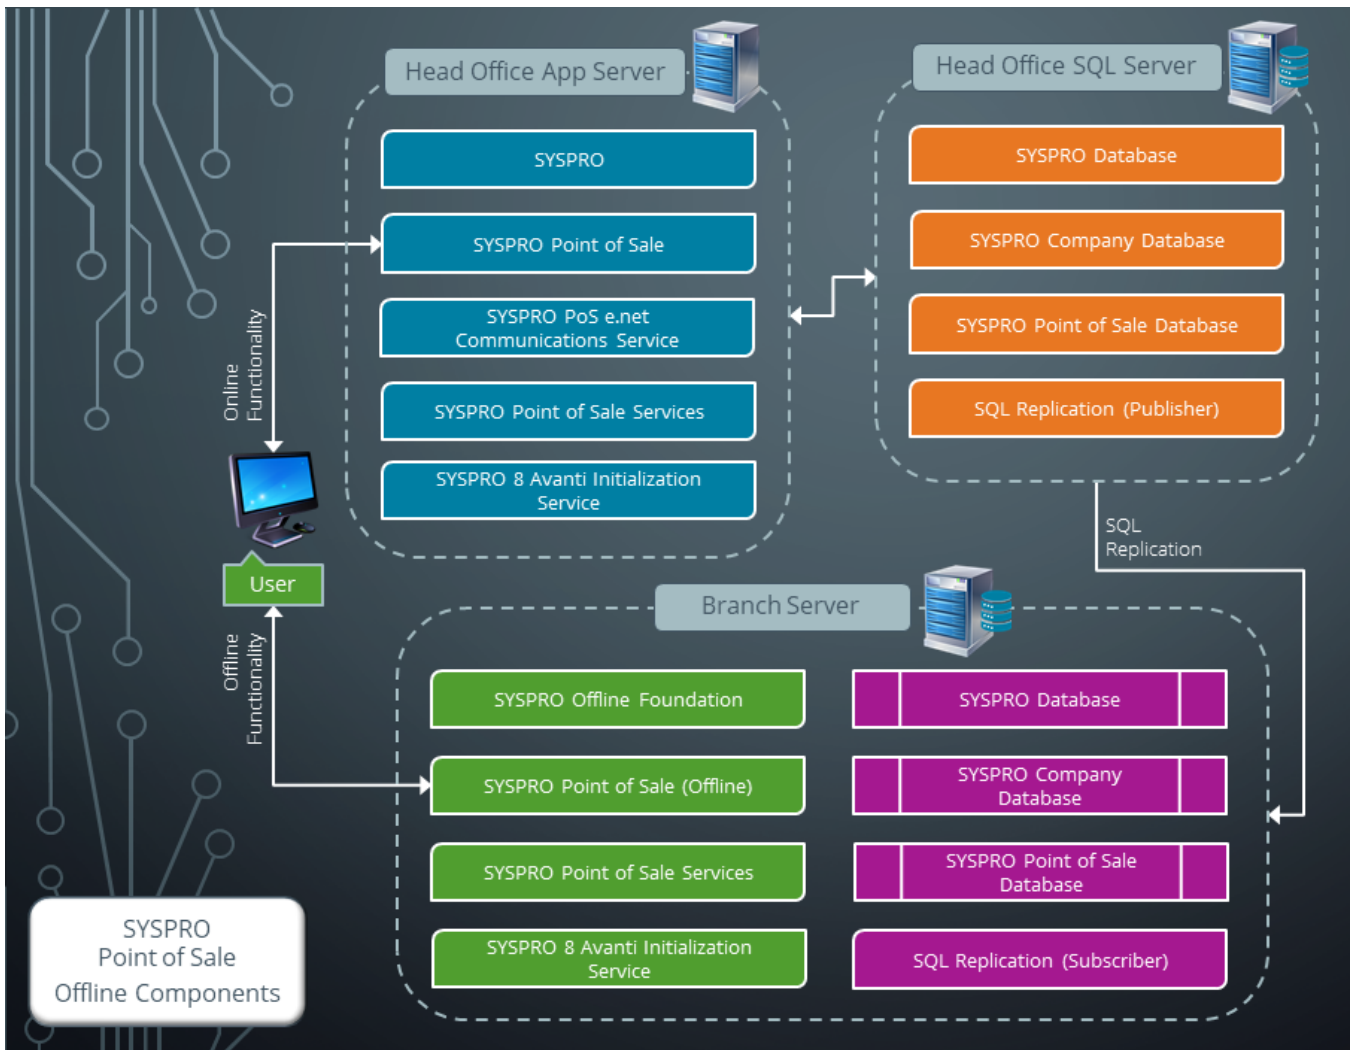 Head Office App Server
SYSPRO
SYSPRO Point of Sale
SYSPRO PoS e.net
Communications Service
SYSPRO Point of Sale Services
SYSPRO 8 Avanti Initialization
Service
Head Office SQL Server
SYSPRO Database
SYSPRO Company Database
SYSPRO Point of Sale Database
SQL Replication (Publisher)
Online
Functionality
User
Offline
Functionality
SQL
Replication
Branch Server
SYSPRO Offline Foundation
SYSPRO Point of Sale (Offline)
SYSPRO Point of Sale Services
SYSPRO 8 Avanti Initialization
Service
SYSPRO Database
SYSPRO Company
Database
SYSPRO Point of Sale
Database
SQL Replication (Subscriber)
SYSPRO
Point of Sale
Offline Components